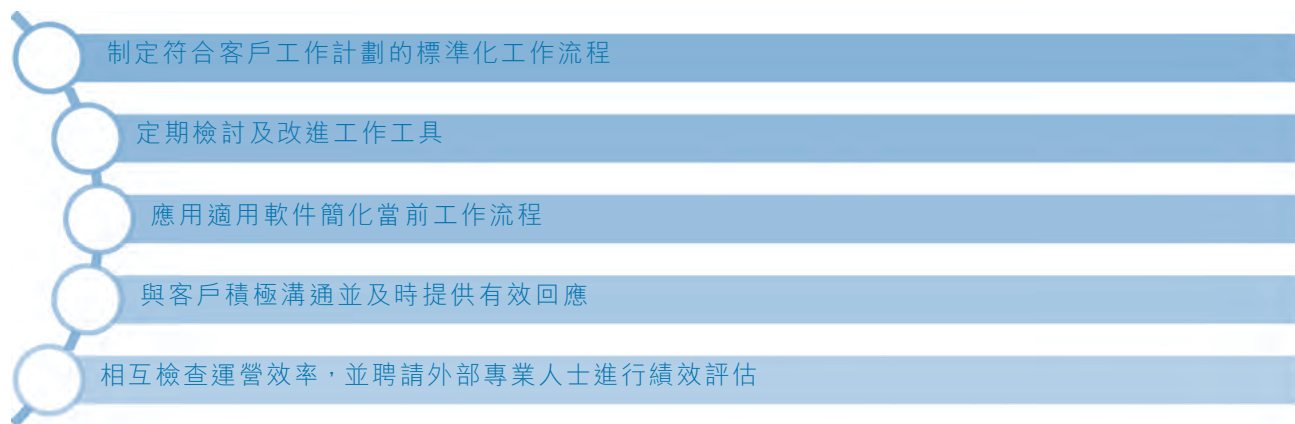 制定符合客戶工作計劃的標準化工作流程
定期檢討及改進工作工具
應用適用軟件簡化當前工作流程
與客戶積極溝通並及時提供有效回應
相互檢查運營效率，並聘請外部專業人士進行績效評估